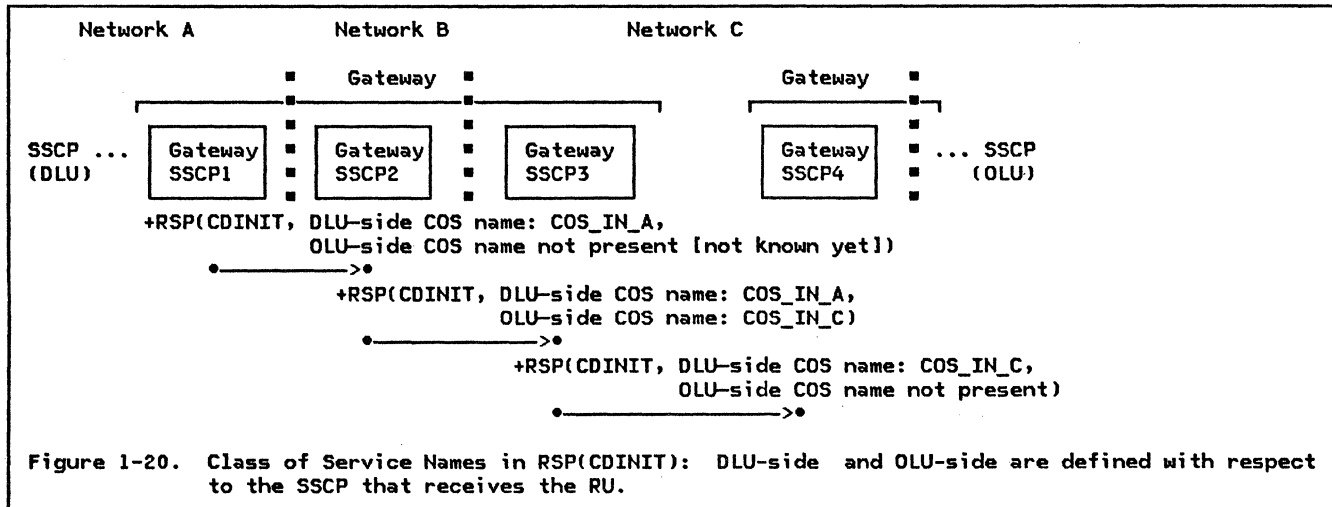 Network A Network B Network C
Gateway Gateway
SSCP ... Gateway Gateway Gateway Gateway ... SSCP
(DLU) SSCP1 SSCP2 SSCP3 SSCP4 (OLU)
+RSP(CDINIT, DLU-side COS name: COS_IN_A,
OLU-side COS name not present [not known yet])
+RSP(CDINIT, DLU-side COS name: COS_IN_A,
OLU-side COS name: COS_IN_C)
+RSP(CDINIT, DLU-side COS name: COS_IN_C,
OLU-side COS name not present)
Figure 1-20. Class of Service Names in RSP(CDINIT): DLU-side and OLU-side are defined with respect
to the SSCP that receives the RU.